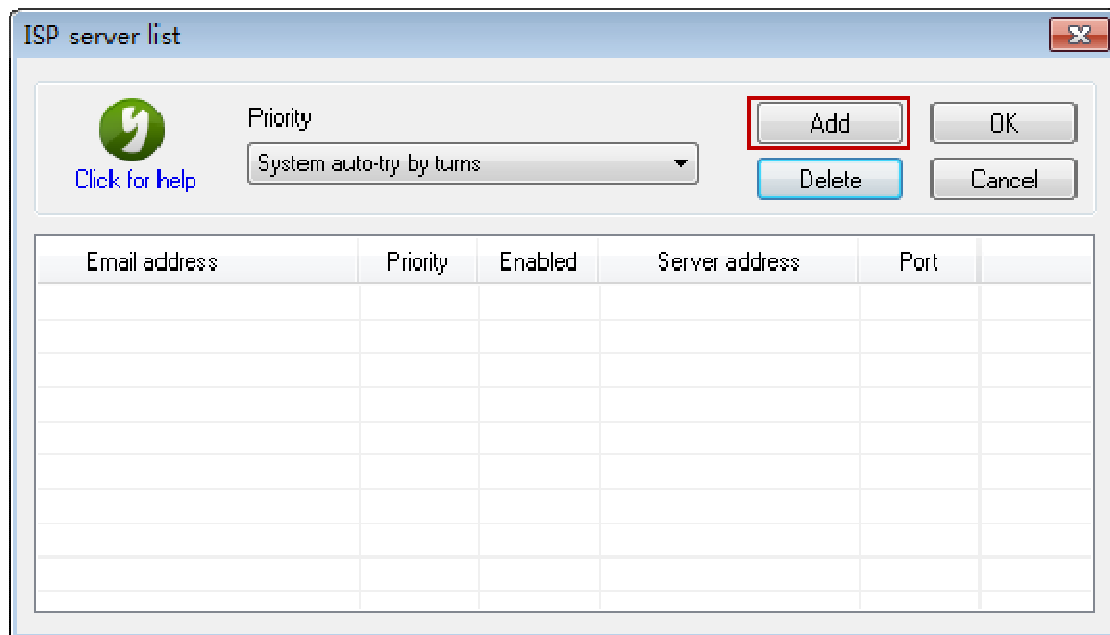 ISP server list
Priority
System auto-try by turns
Add
OK
Click for help
Delete
Cancel
Email address Priority Enabled Server address Port